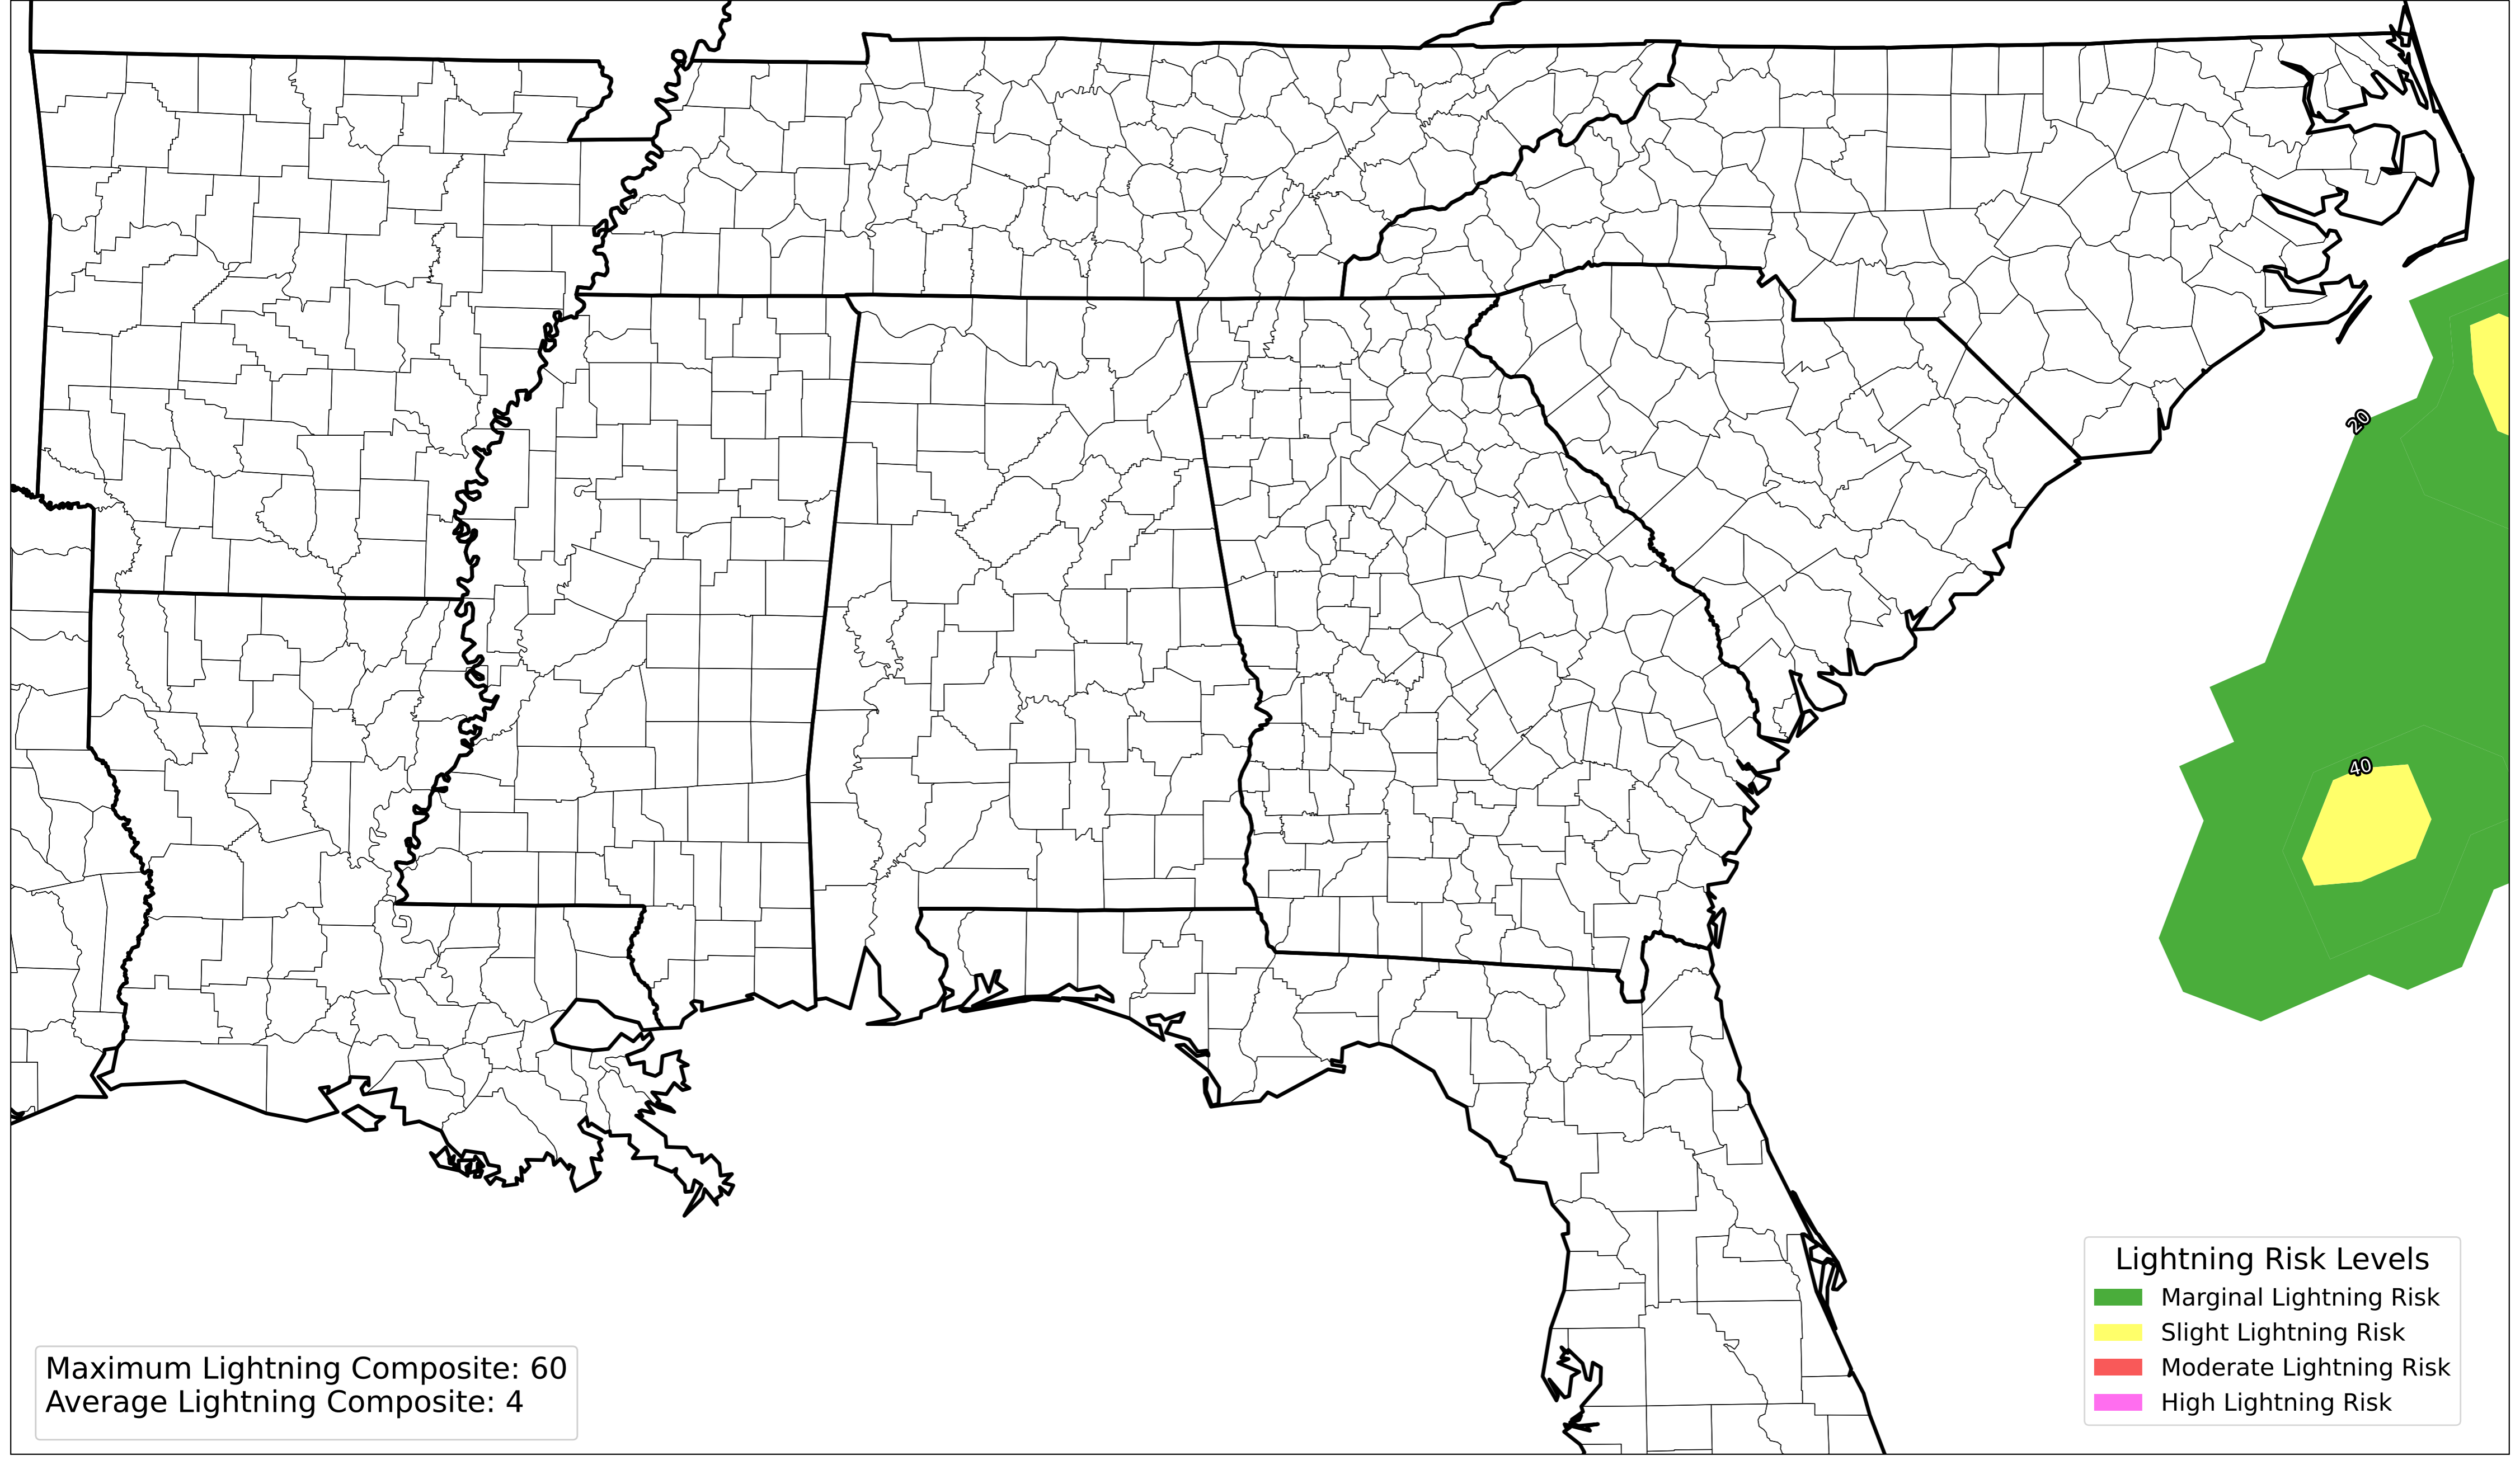 20
40
Lightning Risk Levels
Marginal Lightning Risk
Slight Lightning Risk
Moderate Lightning Risk
High Lightning Risk
Maximum Lightning Composite: 60
Average Lightning Composite: 4